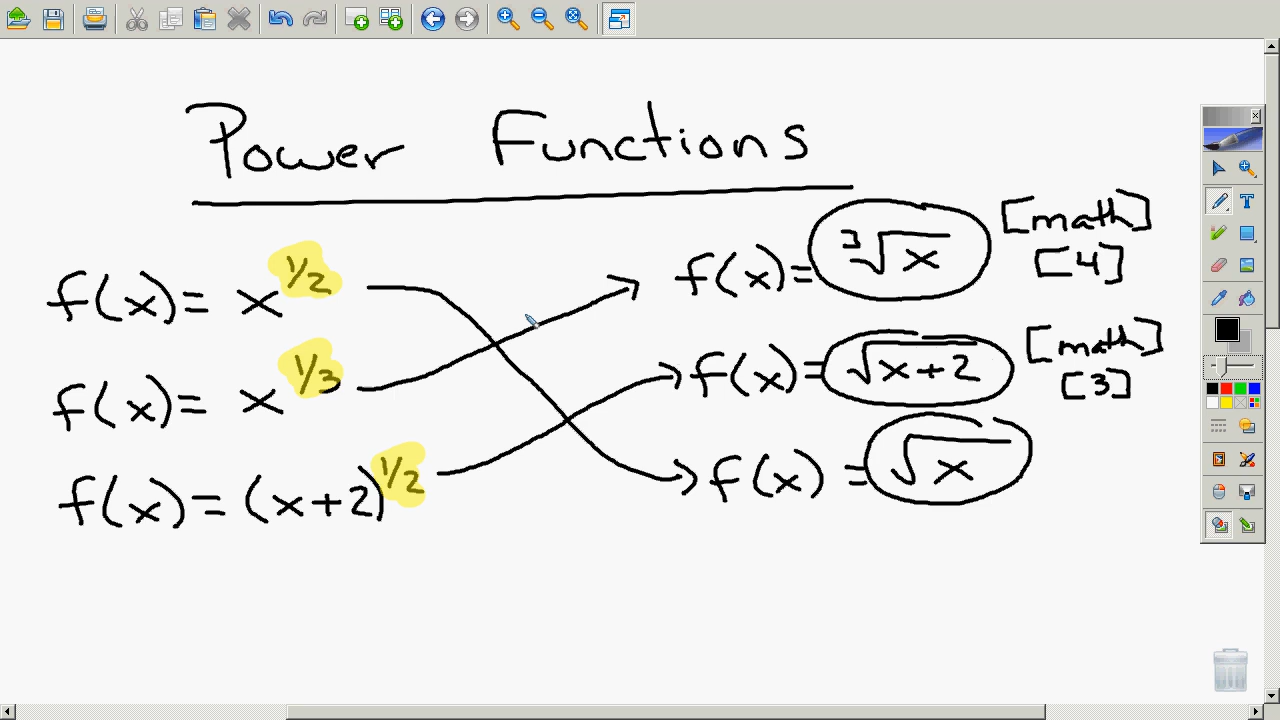 Power Functions
f(x) = x^1/2
f(x) = ∛x [math]
[4]
f(x) = x^1/3
f(x) = √x+2 [math]
[3]
f(x) = (x+2)^1/2
f(x) = √x
T